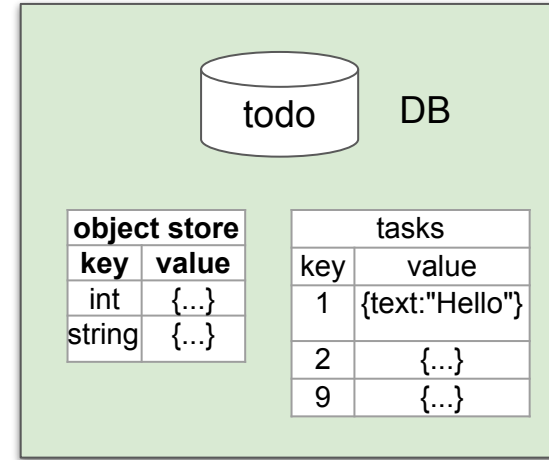 todo DB
object store
key value
int {...}
string {...}
tasks
key value
1 {text:"Hello"}
2 {...}
9 {...}